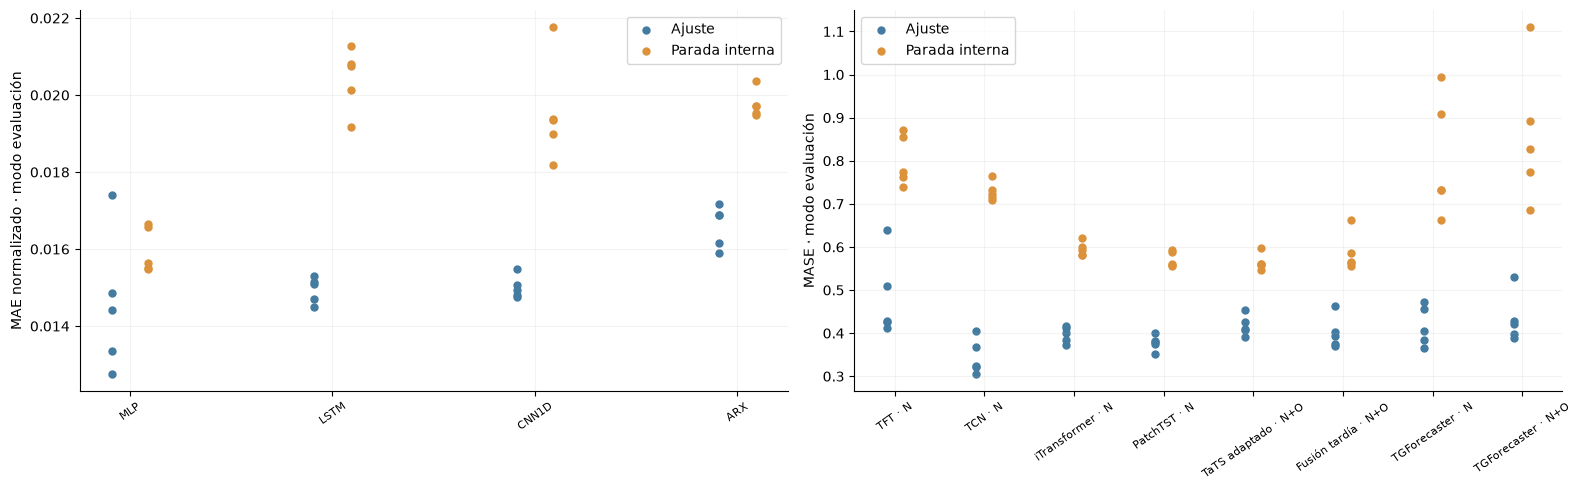 0.022
0.020
0.018
0.016
0.014
MAE normalizado · modo evaluación
Ajuste
Parada interna
MLP
LSTM
CNN1D
ARX
1.1
1.0
0.9
0.8
0.7
0.6
0.5
0.4
0.3
MASE · modo evaluación
Ajuste
Parada interna
TFT · N
TCN · N
iTransformer · N
PatchTST · N
TaTS adaptado · N+O
Fusión tardía · N+O
TGForecaster · N
TGForecaster · N+O